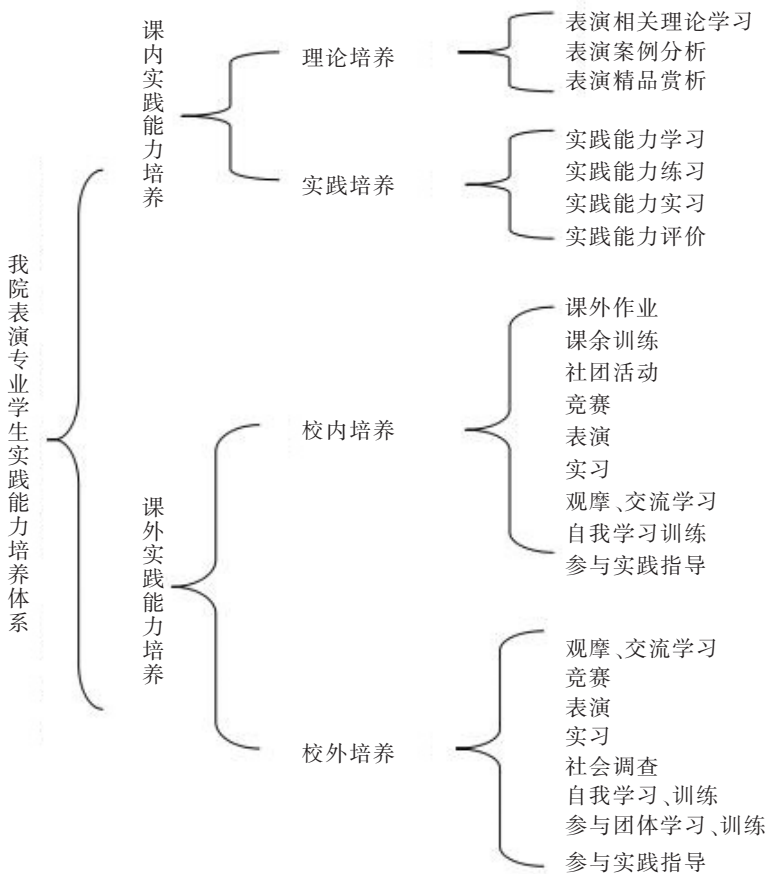 我院表演专业学生实践能力培养体系
课内实践能力培养
理论培养
表演相关理论学习
表演案例分析
表演精品赏析
实践培养
实践能力学习
实践能力练习
实践能力实习
实践能力评价
课外实践能力培养
校内培养
课外作业
课余训练
社团活动
竞赛
表演
实习
观摩、交流学习
自我学习训练
参与实践指导
校外培养
观摩、交流学习
竞赛
表演
实习
社会调查
自我学习、训练
参与团体学习、训练
参与实践指导